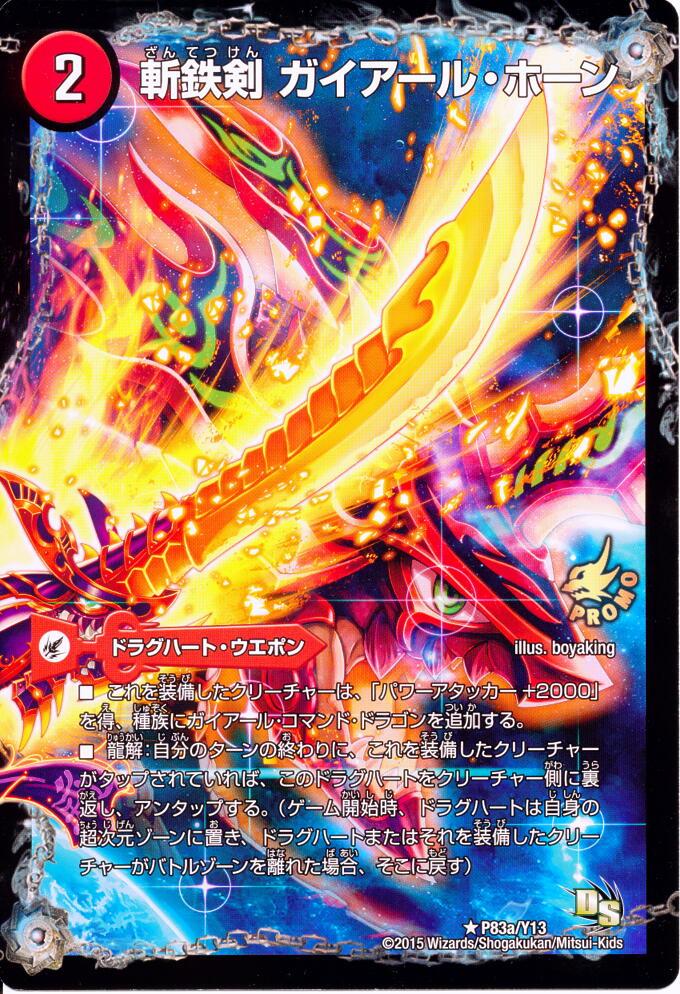 2
斬鉄剣 ガイアール・ホーン
ざんてつけん
PROMO
ドラグハート・ウエポン
illus. boyaking
■ これを装備したクリーチャーは、「パワーアタッカー+2000」
を得、種族にガイアール・コマンド・ドラゴンを追加する。
■ 龍解:自分のターンの終わりに、これを装備したクリーチャー
がタップされていれば、このドラグハートをクリーチャー側に裏
返し、アンタップする。(ゲーム開始時、ドラグハートは自身の
超次元ゾーンに置き、ドラグハートまたはそれを装備したクリー
チャーがバトルゾーンを離れた場合、そこに戻す)
DS
★ P83a/Y13
©2015 Wizards/Shogakukan/Mitsui-Kids